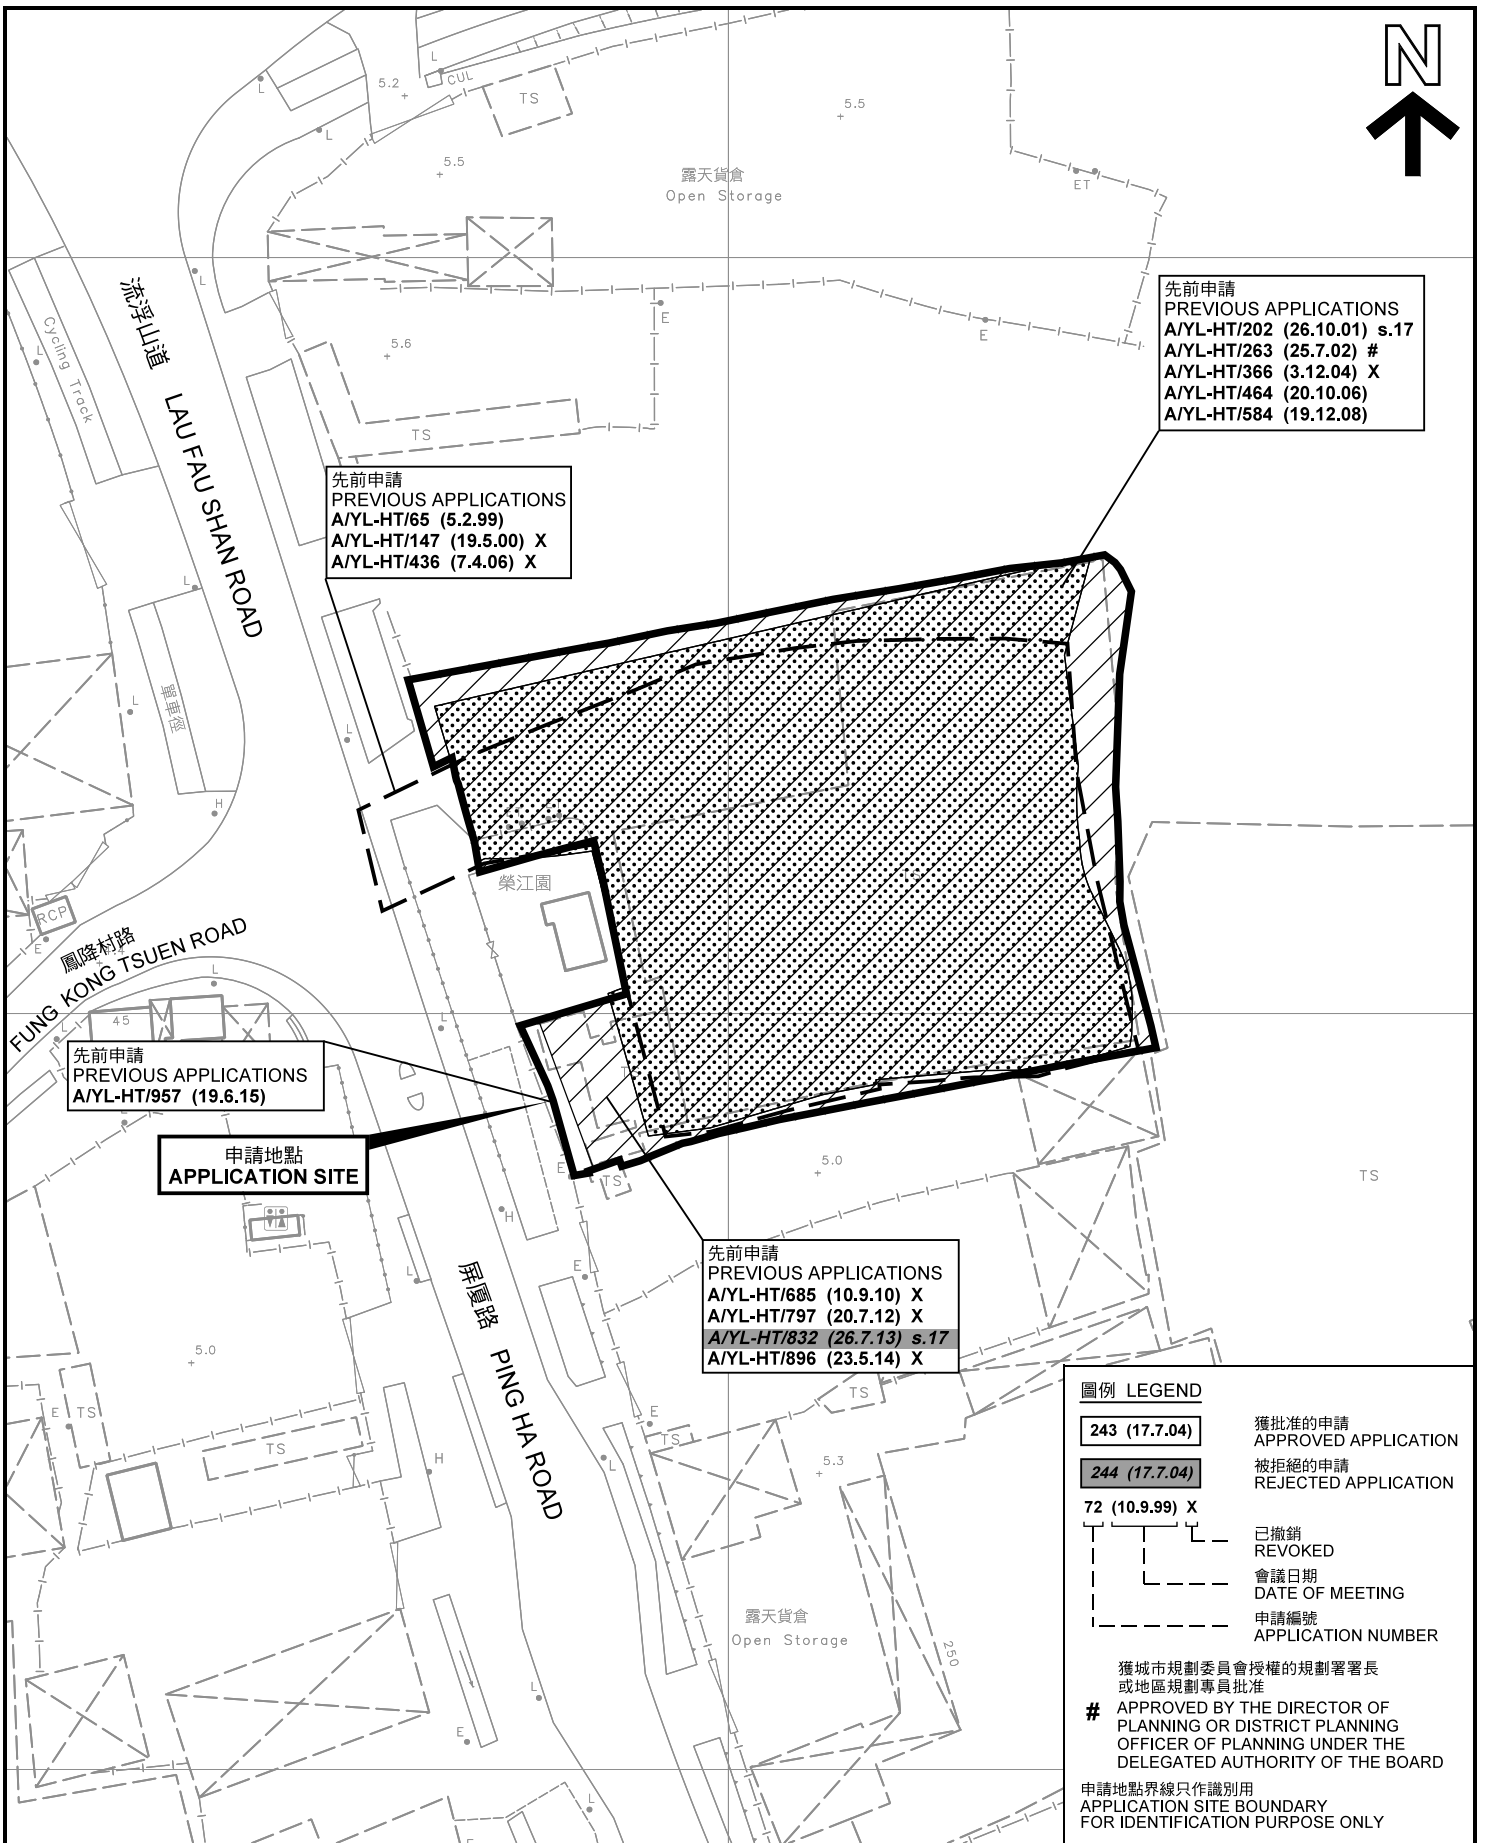 N
L
5.2
CUL
TS
5.5
5.5
露天貨倉
Open Storage
ET
L
L
L
E
E
5.6
TS
Cycling Track
L
流浮山道 LAU FAU SHAN ROAD
先前申請
PREVIOUS APPLICATIONS
A/YL-HT/202 (26.10.01) s.17
A/YL-HT/263 (25.7.02) #
A/YL-HT/366 (3.12.04) X
A/YL-HT/464 (20.10.06)
A/YL-HT/584 (19.12.08)
先前申請
PREVIOUS APPLICATIONS
A/YL-HT/65 (5.2.99)
A/YL-HT/147 (19.5.00) X
A/YL-HT/436 (7.4.06) X
L
L
單車徑
L
H
榮江園
RCP
E
鳳降村路
FUNG KONG TSUEN ROAD
L
45
L
L
先前申請
PREVIOUS APPLICATIONS
A/YL-HT/957 (19.6.15)
L
申請地點
APPLICATION SITE
E
TS
5.0
TS
H
L
E
先前申請
PREVIOUS APPLICATIONS
A/YL-HT/685 (10.9.10) X
A/YL-HT/797 (20.7.12) X
A/YL-HT/832 (26.7.13) s.17
A/YL-HT/896 (23.5.14) X
屏厦路 PING HA ROAD
5.0
E
TS
TS
H
L
E
TS
TS
5.3
露天貨倉
Open Storage
250
L
E
L
E
圖例 LEGEND
243 (17.7.04)
獲批准的申請
APPROVED APPLICATION
244 (17.7.04)
被拒絕的申請
REJECTED APPLICATION
72 (10.9.99) X
已撤銷
REVOKED
會議日期
DATE OF MEETING
申請編號
APPLICATION NUMBER
獲城市規劃委員會授權的規劃署署長
或地區規劃專員批准
# APPROVED BY THE DIRECTOR OF
PLANNING OR DISTRICT PLANNING
OFFICER OF PLANNING UNDER THE
DELEGATED AUTHORITY OF THE BOARD
申請地點界線只作識別用
APPLICATION SITE BOUNDARY
FOR IDENTIFICATION PURPOSE ONLY